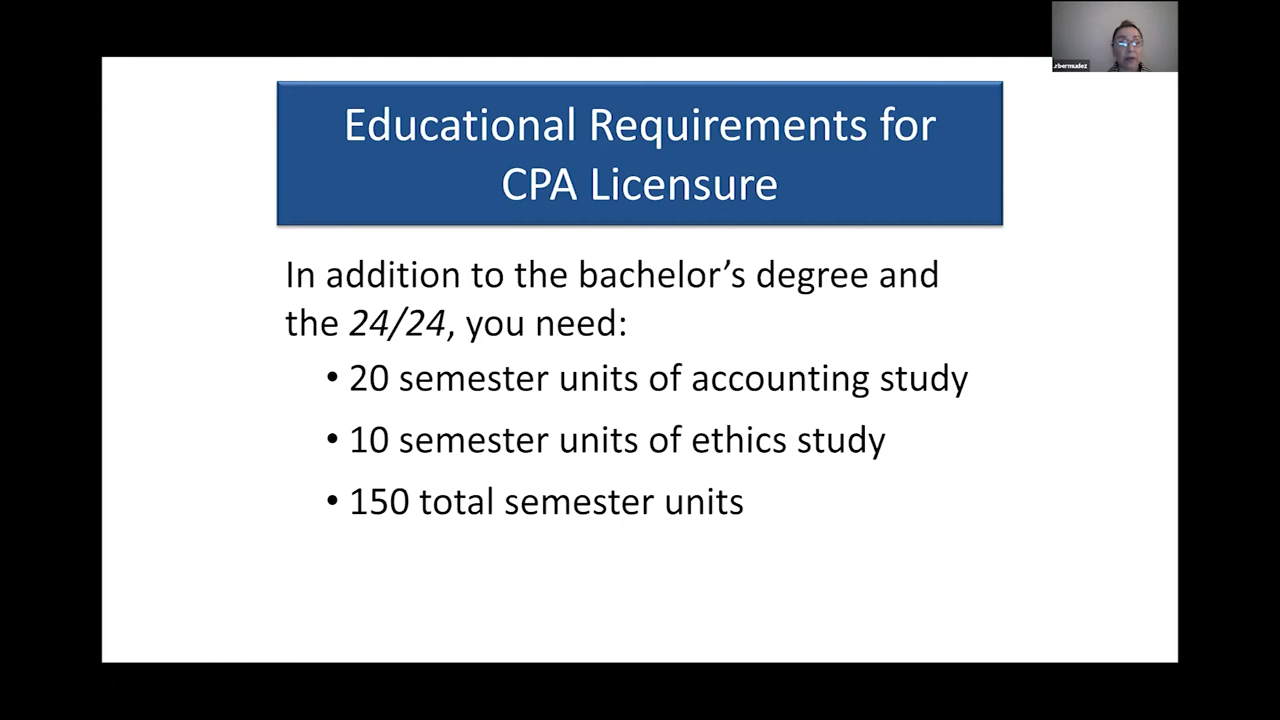 .rbermudez
Educational Requirements for
CPA Licensure
In addition to the bachelor’s degree and
the 24/24, you need:
• 20 semester units of accounting study
• 10 semester units of ethics study
• 150 total semester units